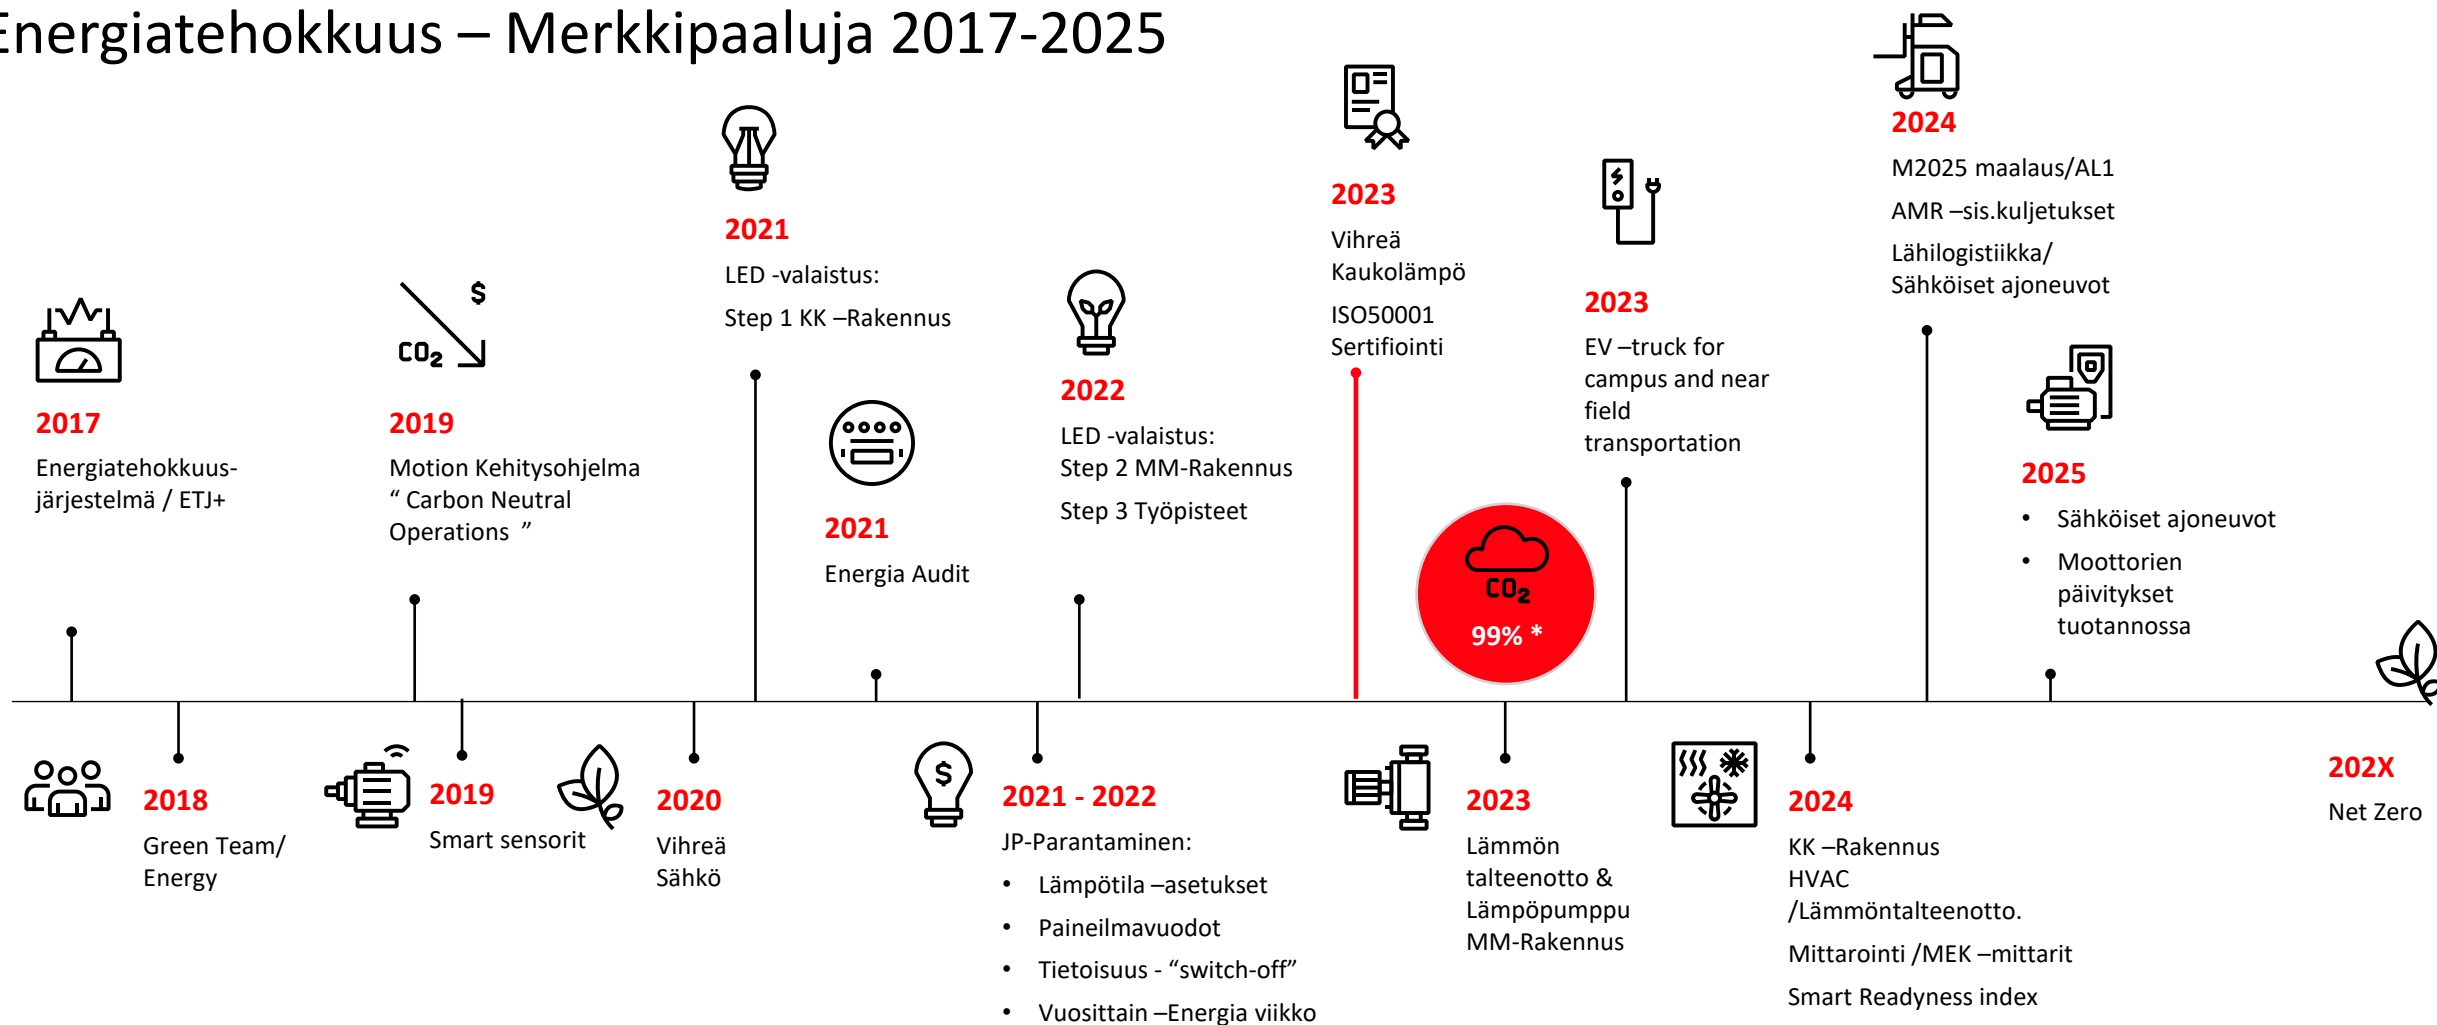 Energiatehokkuus – Merkkipaaluja 2017-2025
2017
Energiatehokkuus-
järjestelmä / ETJ+
2018
Green Team/
Energy
$
CO2
2019
Motion Kehitysohjelma
“ Carbon Neutral
Operations ”
2019
Smart sensorit
2020
Vihreä
Sähkö
2021
LED -valaistus:
Step 1 KK –Rakennus
2021
Energia Audit
$
2021 - 2022
JP-Parantaminen:
• Lämpötila –asetukset
• Paineilmavuodot
• Tietoisuus - “switch-off”
• Vuosittain –Energia viikko
2022
LED -valaistus:
Step 2 MM-Rakennus
Step 3 Työpisteet
2023
Vihreä
Kaukolämpö
ISO50001
Sertifiointi
CO2
99% *
2023
Lämmön
talteenotto &
Lämpöpumppu
MM-Rakennus
2023
EV –truck for
campus and near
field
transportation
2024
KK –Rakennus
HVAC
/Lämmöntalteenotto.
Mittarointi /MEK –mittarit
Smart Readyness index
2024
M2025 maalaus/AL1
AMR –sis.kuljetukset
Lähilogistiikka/
Sähköiset ajoneuvot
2025
• Sähköiset ajoneuvot
• Moottorien
päivitykset
tuotannossa
202X
Net Zero